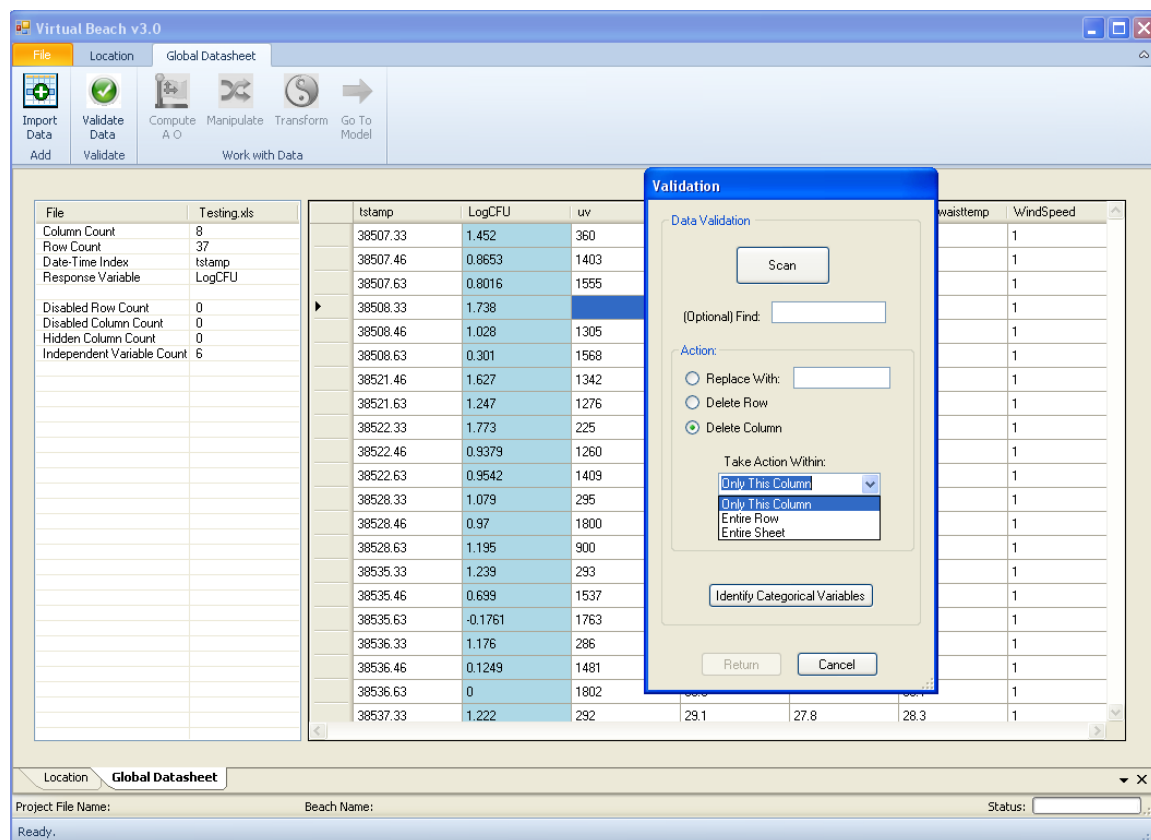 Virtual Beach v3.0
File Location Global Datasheet
Import Data Validate Data Compute A O Manipulate Transform Go To Model
Add Validate Work with Data
File Testing.xls
Column Count 8
Row Count 37
Date-Time Index tstamp
Response Variable LogCFU
Disabled Row Count 0
Disabled Column Count 0
Hidden Column Count 0
Independent Variable Count 6
tstamp LogCFU uv waisttemp WindSpeed
38507.33 1.452 360 1
38507.46 0.8653 1403 1
38507.63 0.8016 1555 1
38508.33 1.738 1
38508.46 1.028 1305 1
38508.63 0.301 1568 1
38521.46 1.627 1342 1
38521.63 1.247 1276 1
38522.33 1.773 225 1
38522.46 0.9379 1260 1
38522.63 0.9542 1409 1
38528.33 1.079 295 1
38528.46 0.97 1800 1
38528.63 1.195 900 1
38535.33 1.239 293 1
38535.46 0.699 1537 1
38535.63 -0.1761 1763 1
38536.33 1.176 286 1
38536.46 0.1249 1481 1
38536.63 0 1802 1
38537.33 1.222 292 29.1 27.8 28.3 1
Validation
Data Validation
Scan
(Optional) Find:
Action:
Replace With:
Delete Row
Delete Column
Take Action Within:
Only This Column
Only This Column
Entire Row
Entire Sheet
Identify Categorical Variables
Return Cancel
Location Global Datasheet
Project File Name: Beach Name: Status:
Ready.